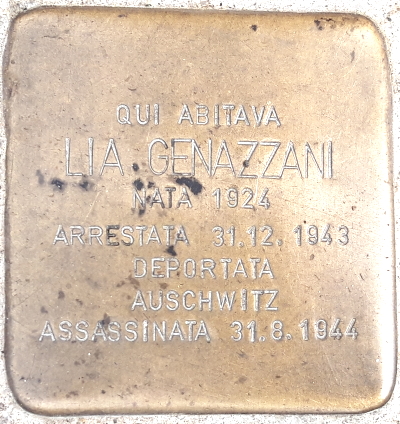 QUI ABITAVA
LIA GENAZZANI
NATA 1924
ARRESTATA 31.12.1943
DEPORTATA
AUSCHWITZ
ASSASSINATA 31.8.1944